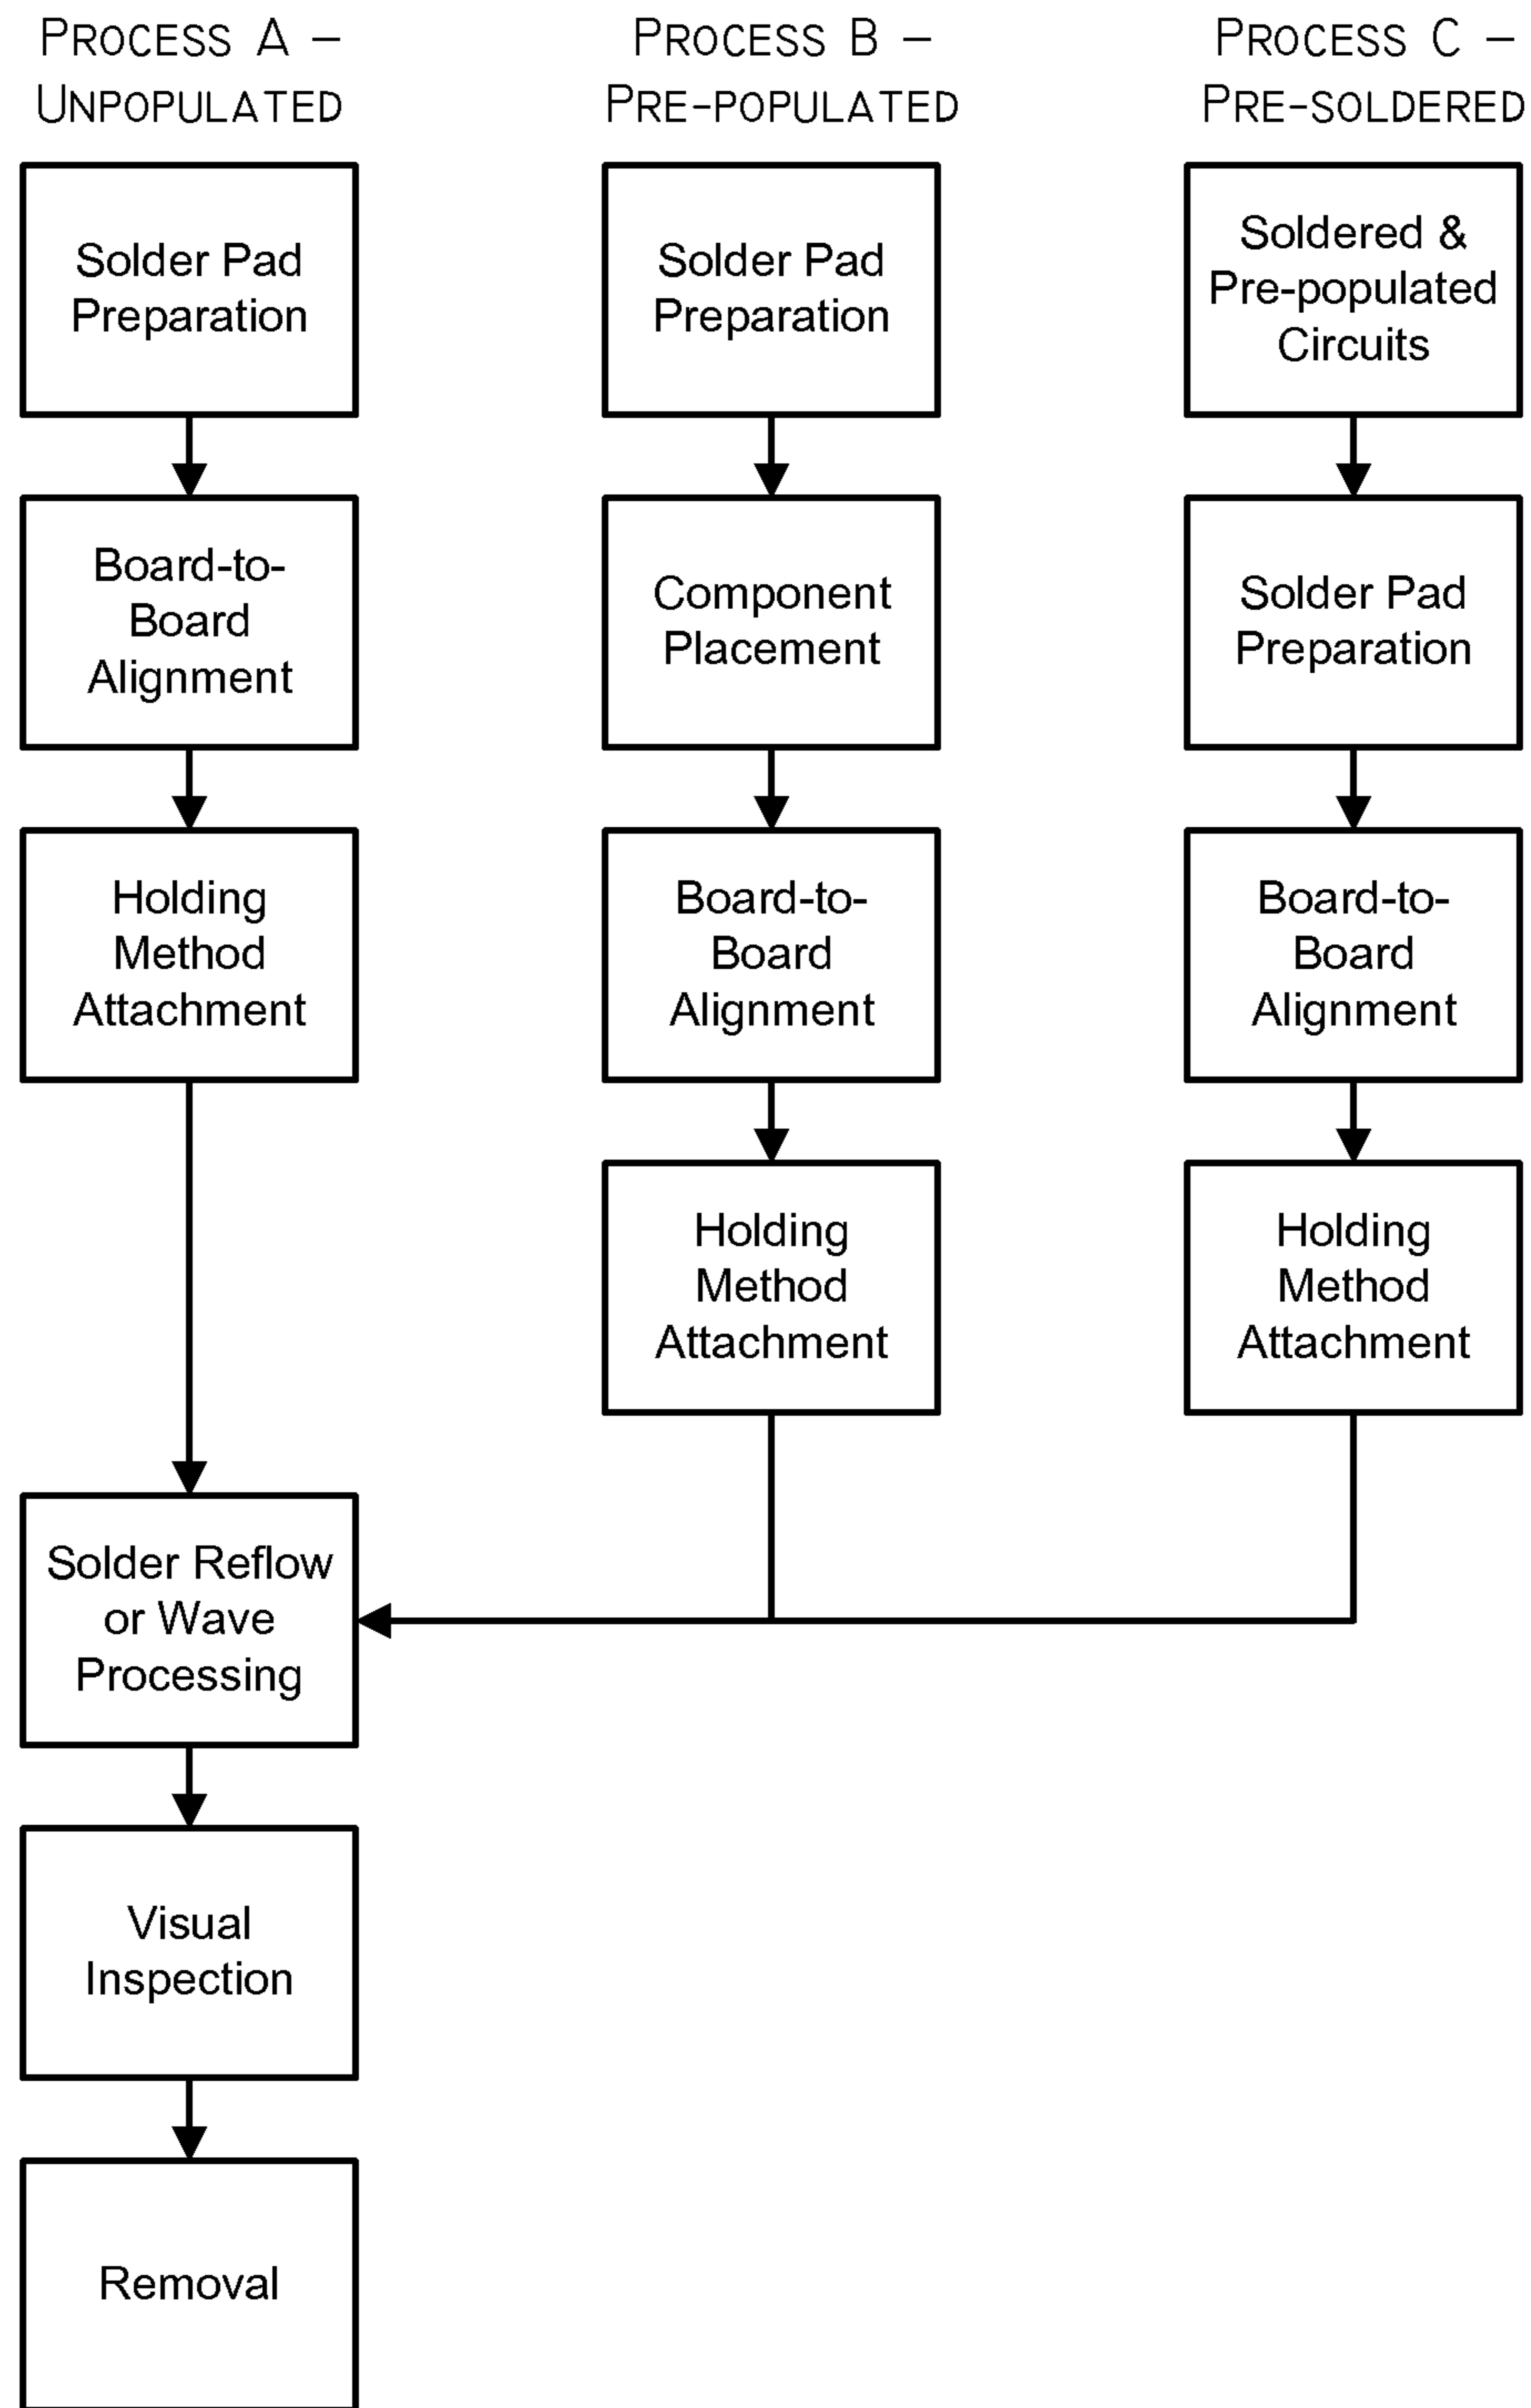 PROCESS A –
UNPOPULATED
Solder Pad
Preparation
Board-to-
Board
Alignment
Holding
Method
Attachment
Solder Reflow
or Wave
Processing
Visual
Inspection
Removal
PROCESS B –
PRE-POPULATED
Solder Pad
Preparation
Component
Placement
Board-to-
Board
Alignment
Holding
Method
Attachment
PROCESS C –
PRE-SOLDERED
Soldered &
Pre-populated
Circuits
Solder Pad
Preparation
Board-to-
Board
Alignment
Holding
Method
Attachment